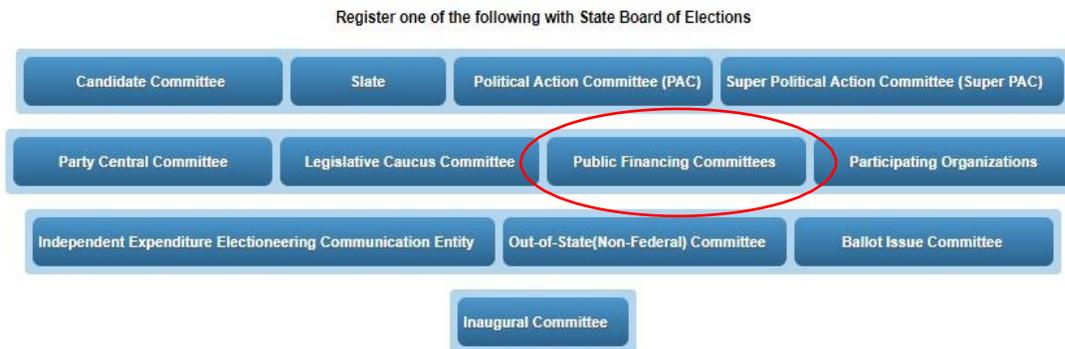 Register one of the following with State Board of Elections
Candidate Committee Slate Political Action Committee (PAC) Super Political Action Committee (Super PAC)
Party Central Committee Legislative Caucus Committee Public Financing Committees Participating Organizations
Independent Expenditure Electioneering Communication Entity Out-of-State(Non-Federal) Committee Ballot Issue Committee
Inaugural Committee